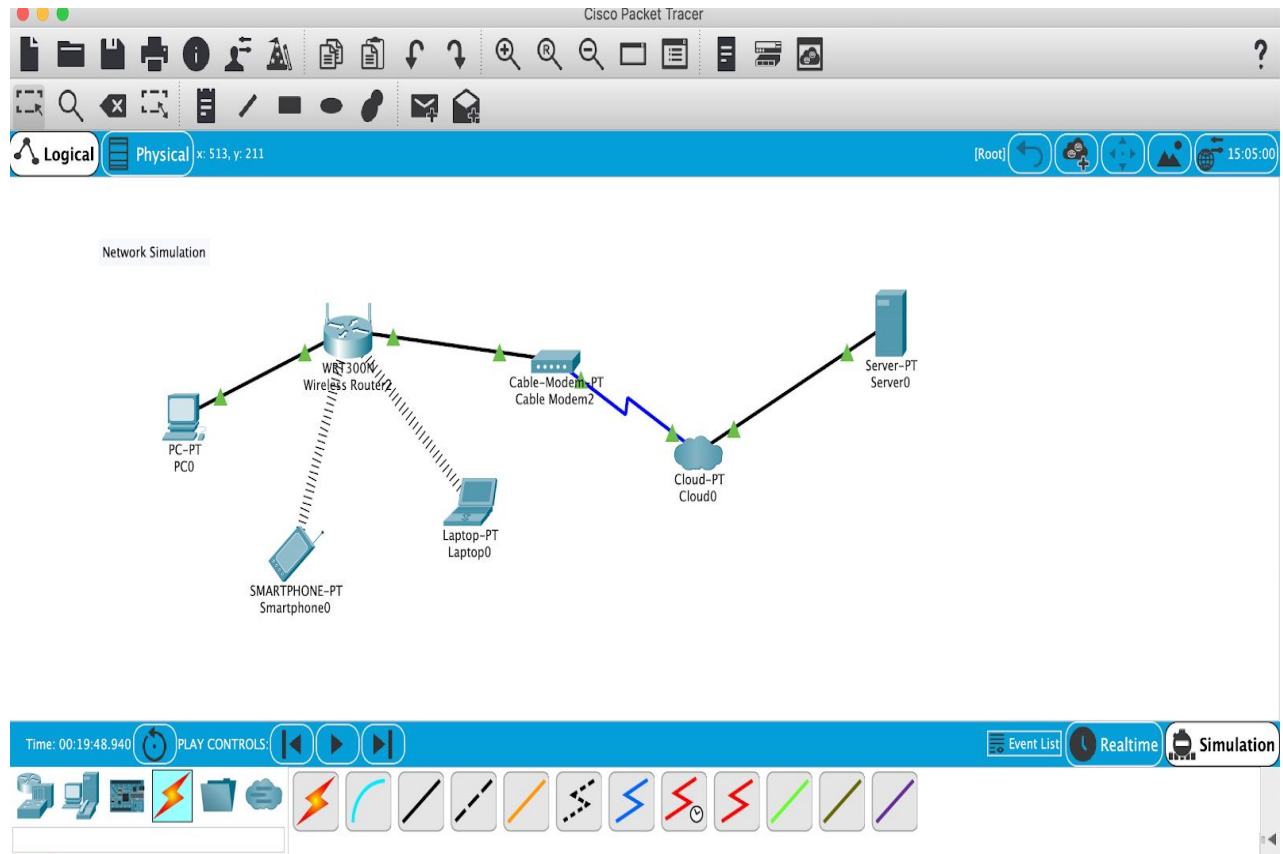 Cisco Packet Tracer
i
R
?
Logical
Physical x: 513, y: 211
[Root]
15:05:00
Network Simulation
WRT300N
Wireless Router2
Cable-Modem-PT
Cable Modem2
Server-PT
Server0
PC-PT
PC0
Cloud-PT
Cloud0
Laptop-PT
Laptop0
SMARTPHONE-PT
Smartphone0
Time: 00:19:48.940 PLAY CONTROLS:
Event List
Realtime
Simulation